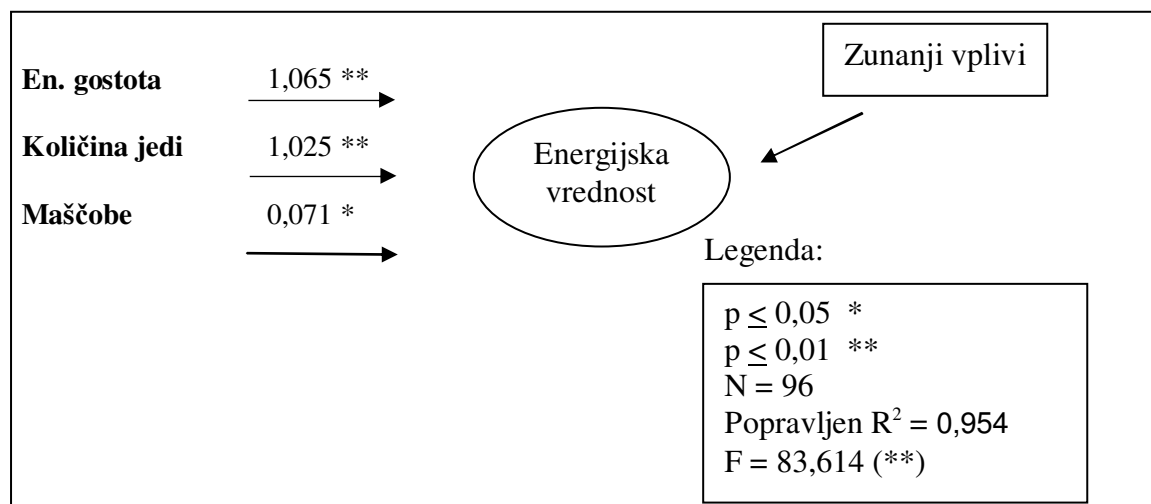 En. gostota 1,065 **
Količina jedi 1,025 **
Maščobe 0,071 *
Energijska
vrednost
Zunanji vplivi
Legenda:
p ≤ 0,05 *
p ≤ 0,01 **
N = 96
Popravljen R² = 0,954
F = 83,614 (**)